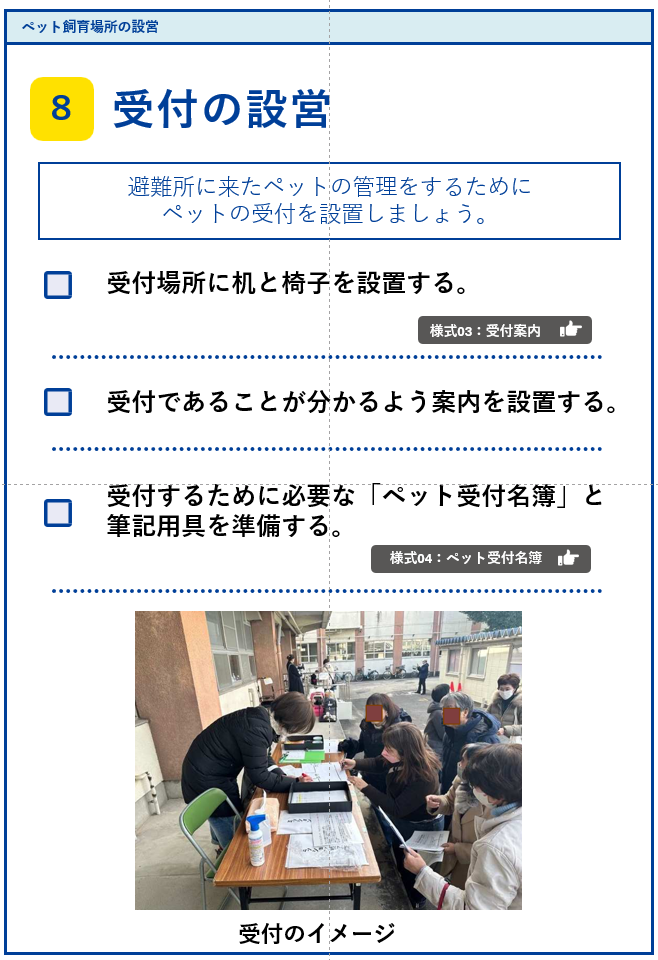 ペット飼育場所の設営
8 受付の設営
避難所に来たペットの管理をするために
ペットの受付を設置しましょう。
受付場所に机と椅子を設置する。
様式03：受付案内
受付であることが分かるよう案内を設置する。
受付するために必要な「ペット受付名簿」と
筆記用具を準備する。
様式04：ペット受付名簿
受付のイメージ